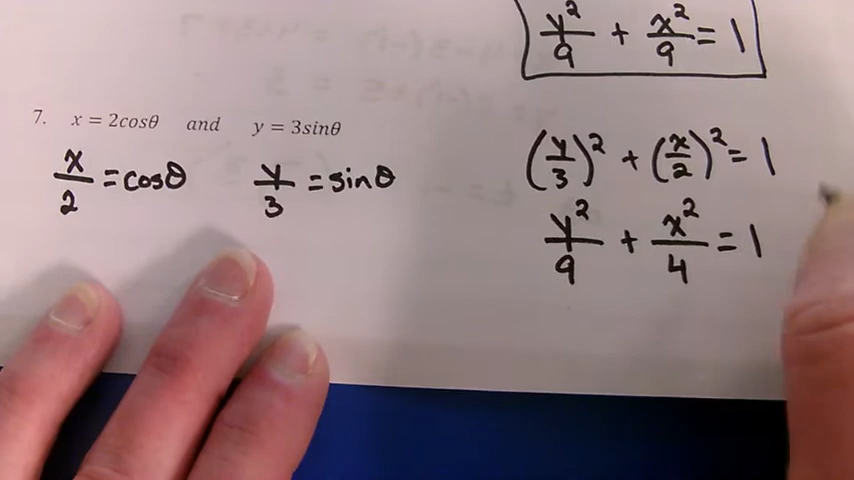 y²/9 + x²/9 = 1
7. x = 2cosθ and y = 3sinθ
x/2 = cosθ y/3 = sinθ
(y/3)² + (x/2)² = 1
y²/9 + x²/4 = 1